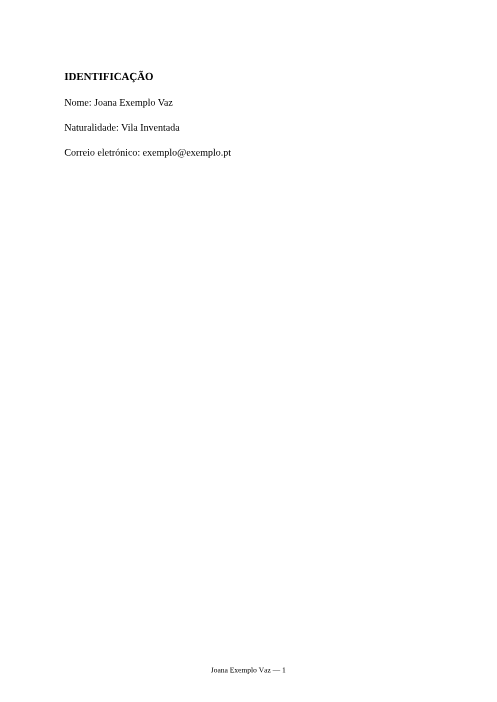 IDENTIFICAÇÃO
Nome: Joana Exemplo Vaz
Naturalidade: Vila Inventada
Correio eletrónico: exemplo@exemplo.pt
Joana Exemplo Vaz — 1